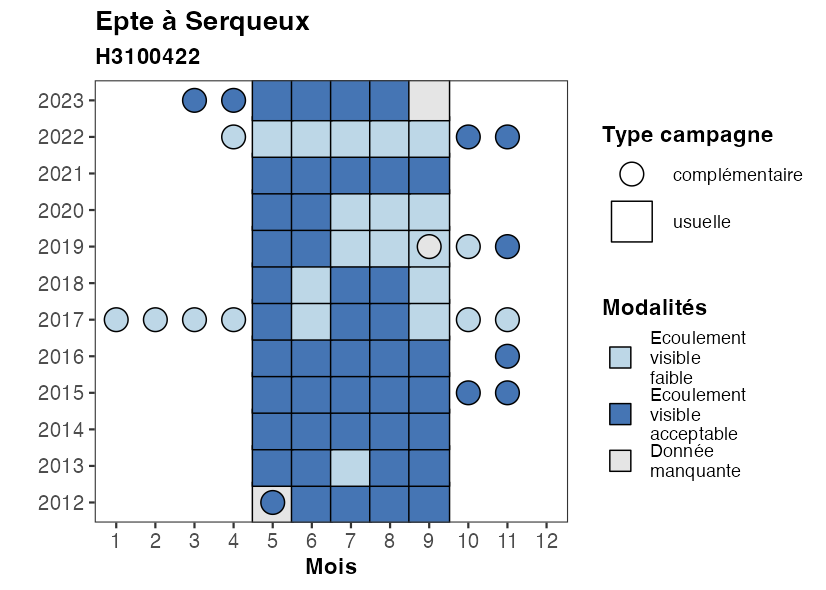 Epte à Serqueux
H3100422
2023
2022
2021
2020
2019
2018
2017
2016
2015
2014
2013
2012
1 2 3 4 5 6 7 8 9 10 11 12
Mois
Type campagne
complémentaire
usuelle
Modalités
Ecoulement
visible
faible
Ecoulement
visible
acceptable
Donnée
manquante